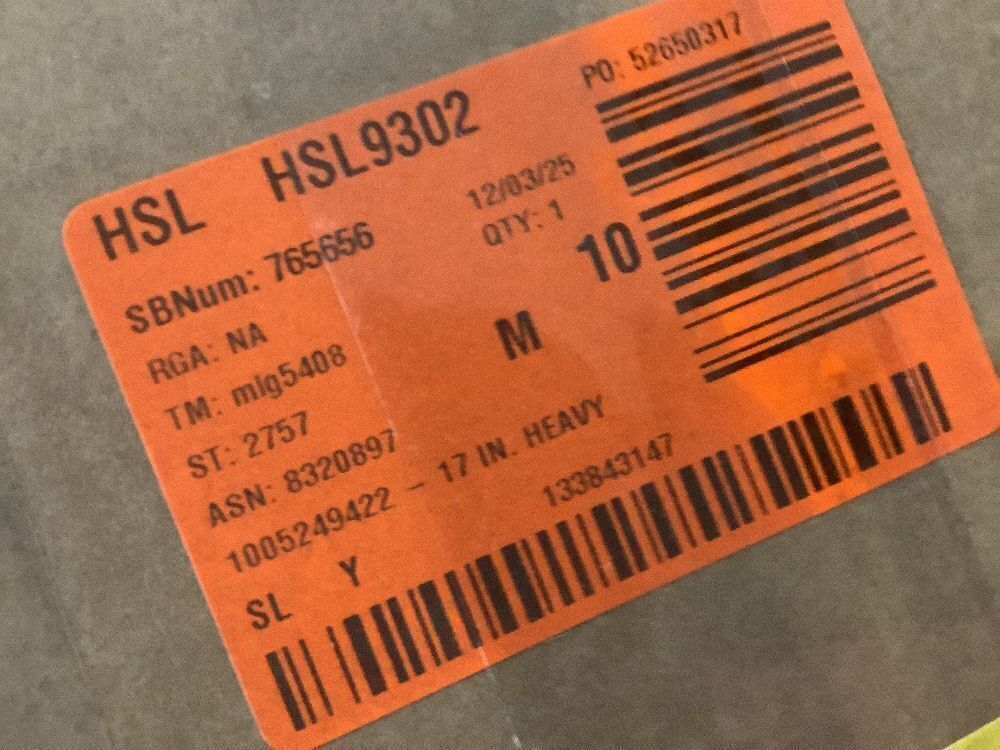 HSL HSL9302
PO: 52650317
SBNum: 765656
12/03/25
RGA: NA
QTY: 1
10
TM: mlg5408
M
ST: 2757
ASN: 8320897
1005249422 – 17 IN. HEAVY
133843147
SL Y